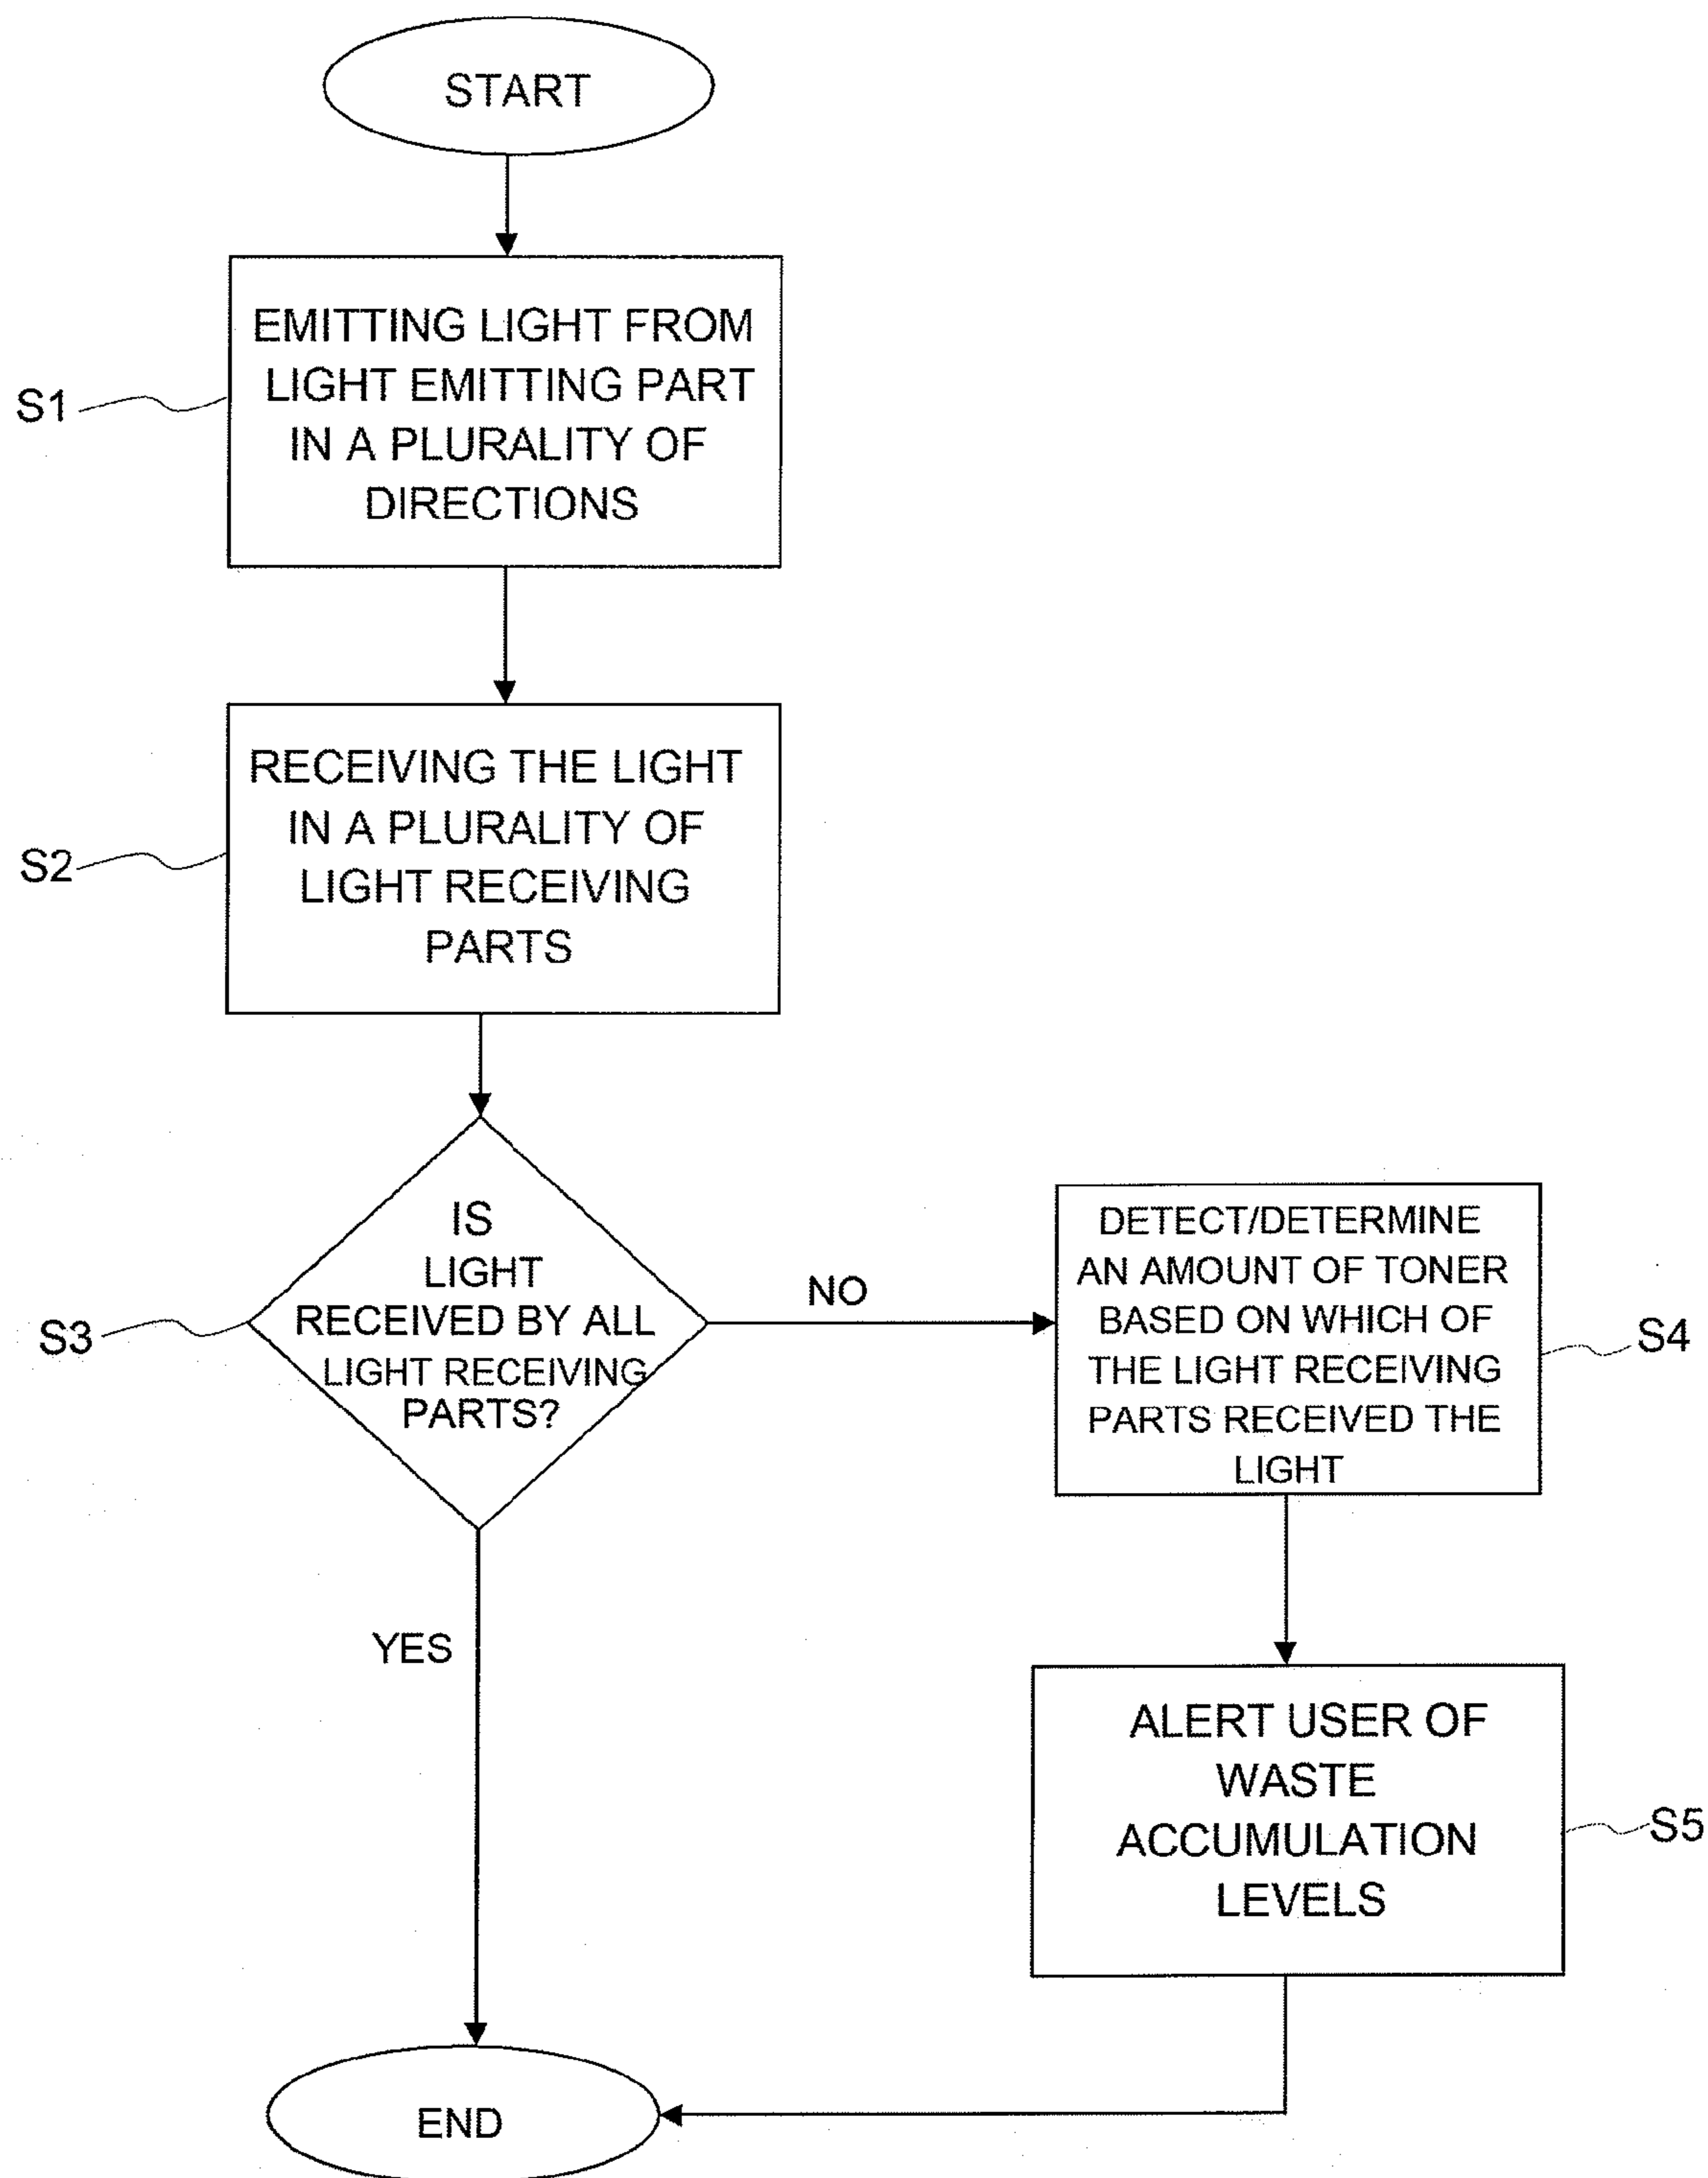 START
S1
EMITTING LIGHT FROM
LIGHT EMITTING PART
IN A PLURALITY OF
DIRECTIONS
S2
RECEIVING THE LIGHT
IN A PLURALITY OF
LIGHT RECEIVING
PARTS
S3
IS
LIGHT
RECEIVED BY ALL
LIGHT RECEIVING
PARTS?
NO
DETECT/DETERMINE
AN AMOUNT OF TONER
BASED ON WHICH OF
THE LIGHT RECEIVING
PARTS RECEIVED THE
LIGHT
S4
YES
ALERT USER OF
WASTE
ACCUMULATION
LEVELS
S5
END